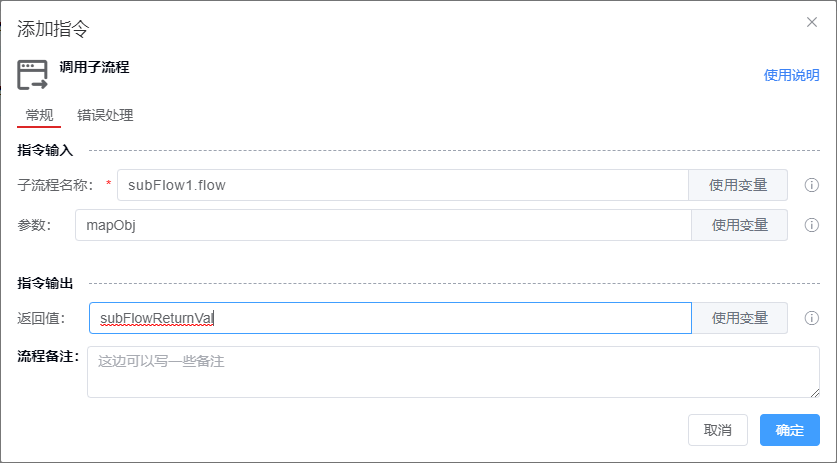 添加指令
调用子流程
使用说明
常规 错误处理
指令输入
子流程名称: * subFlow1.flow 使用变量
参数: mapObj 使用变量
指令输出
返回值: subFlowReturnVal 使用变量
流程备注: 这边可以写一些备注
取消 确定